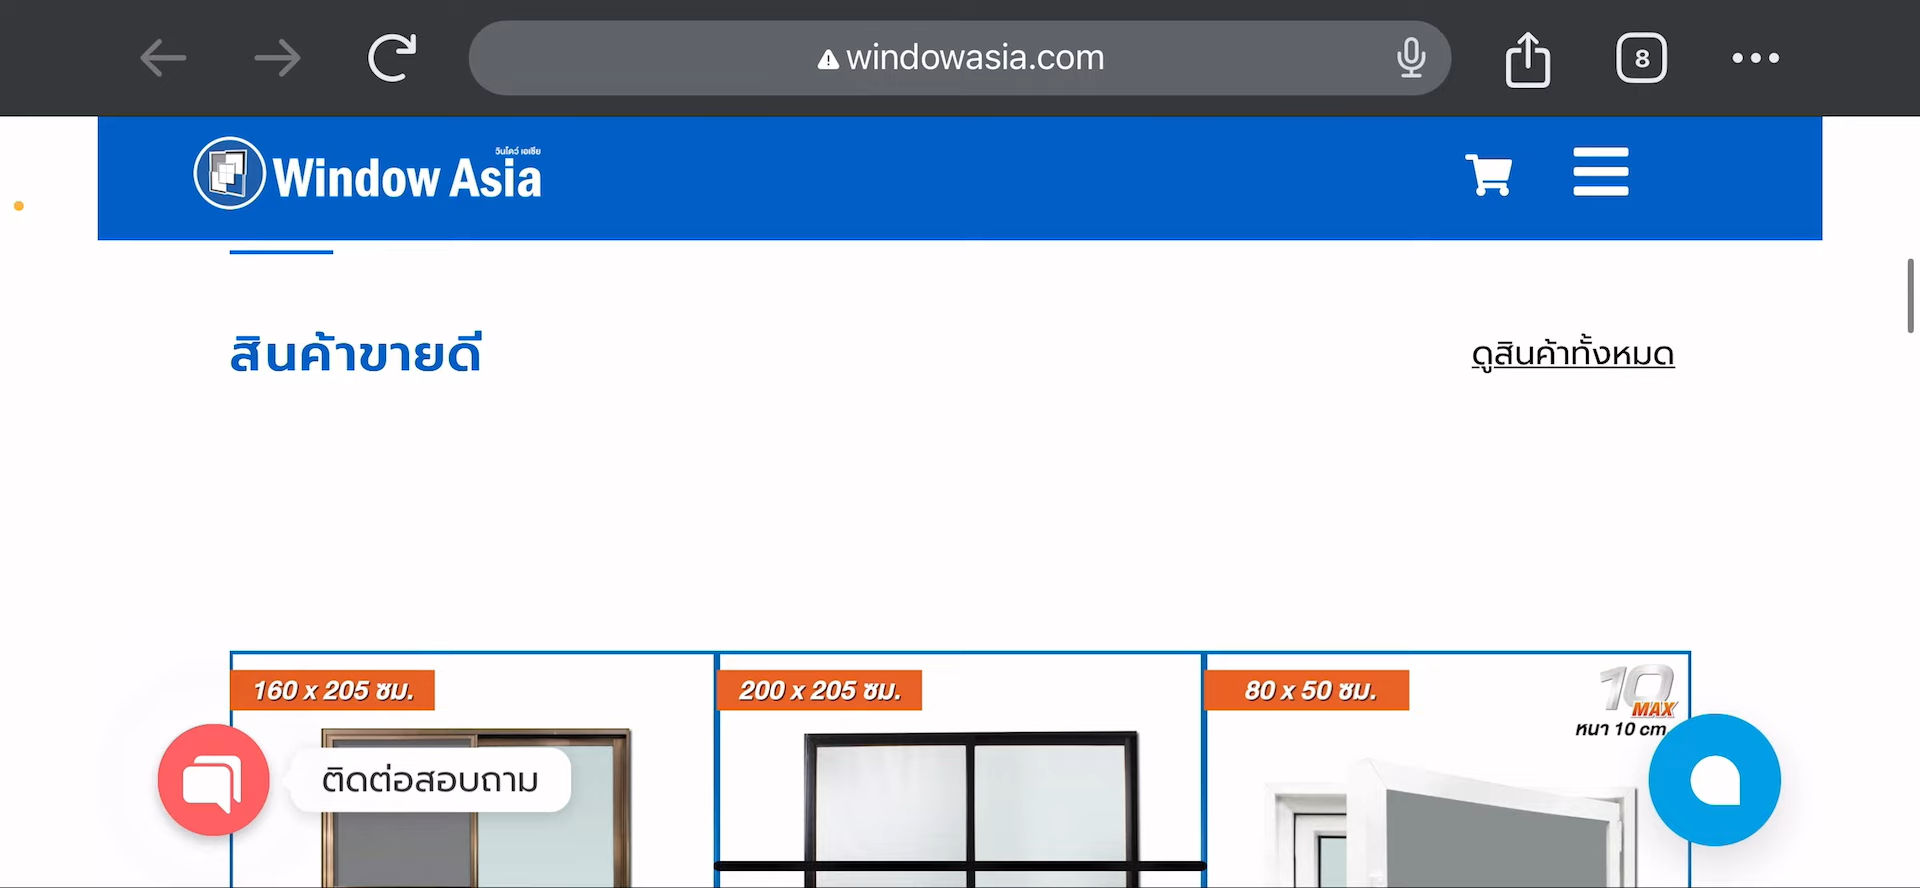 windowasia.com
8
วินโดว์ เอเชีย
Window Asia
สินค้าขายดี
ดูสินค้าทั้งหมด
160 x 205 ซม.
200 x 205 ซม.
80 x 50 ซม.
10
MAX
หนา 10 cm.
ติดต่อสอบถาม